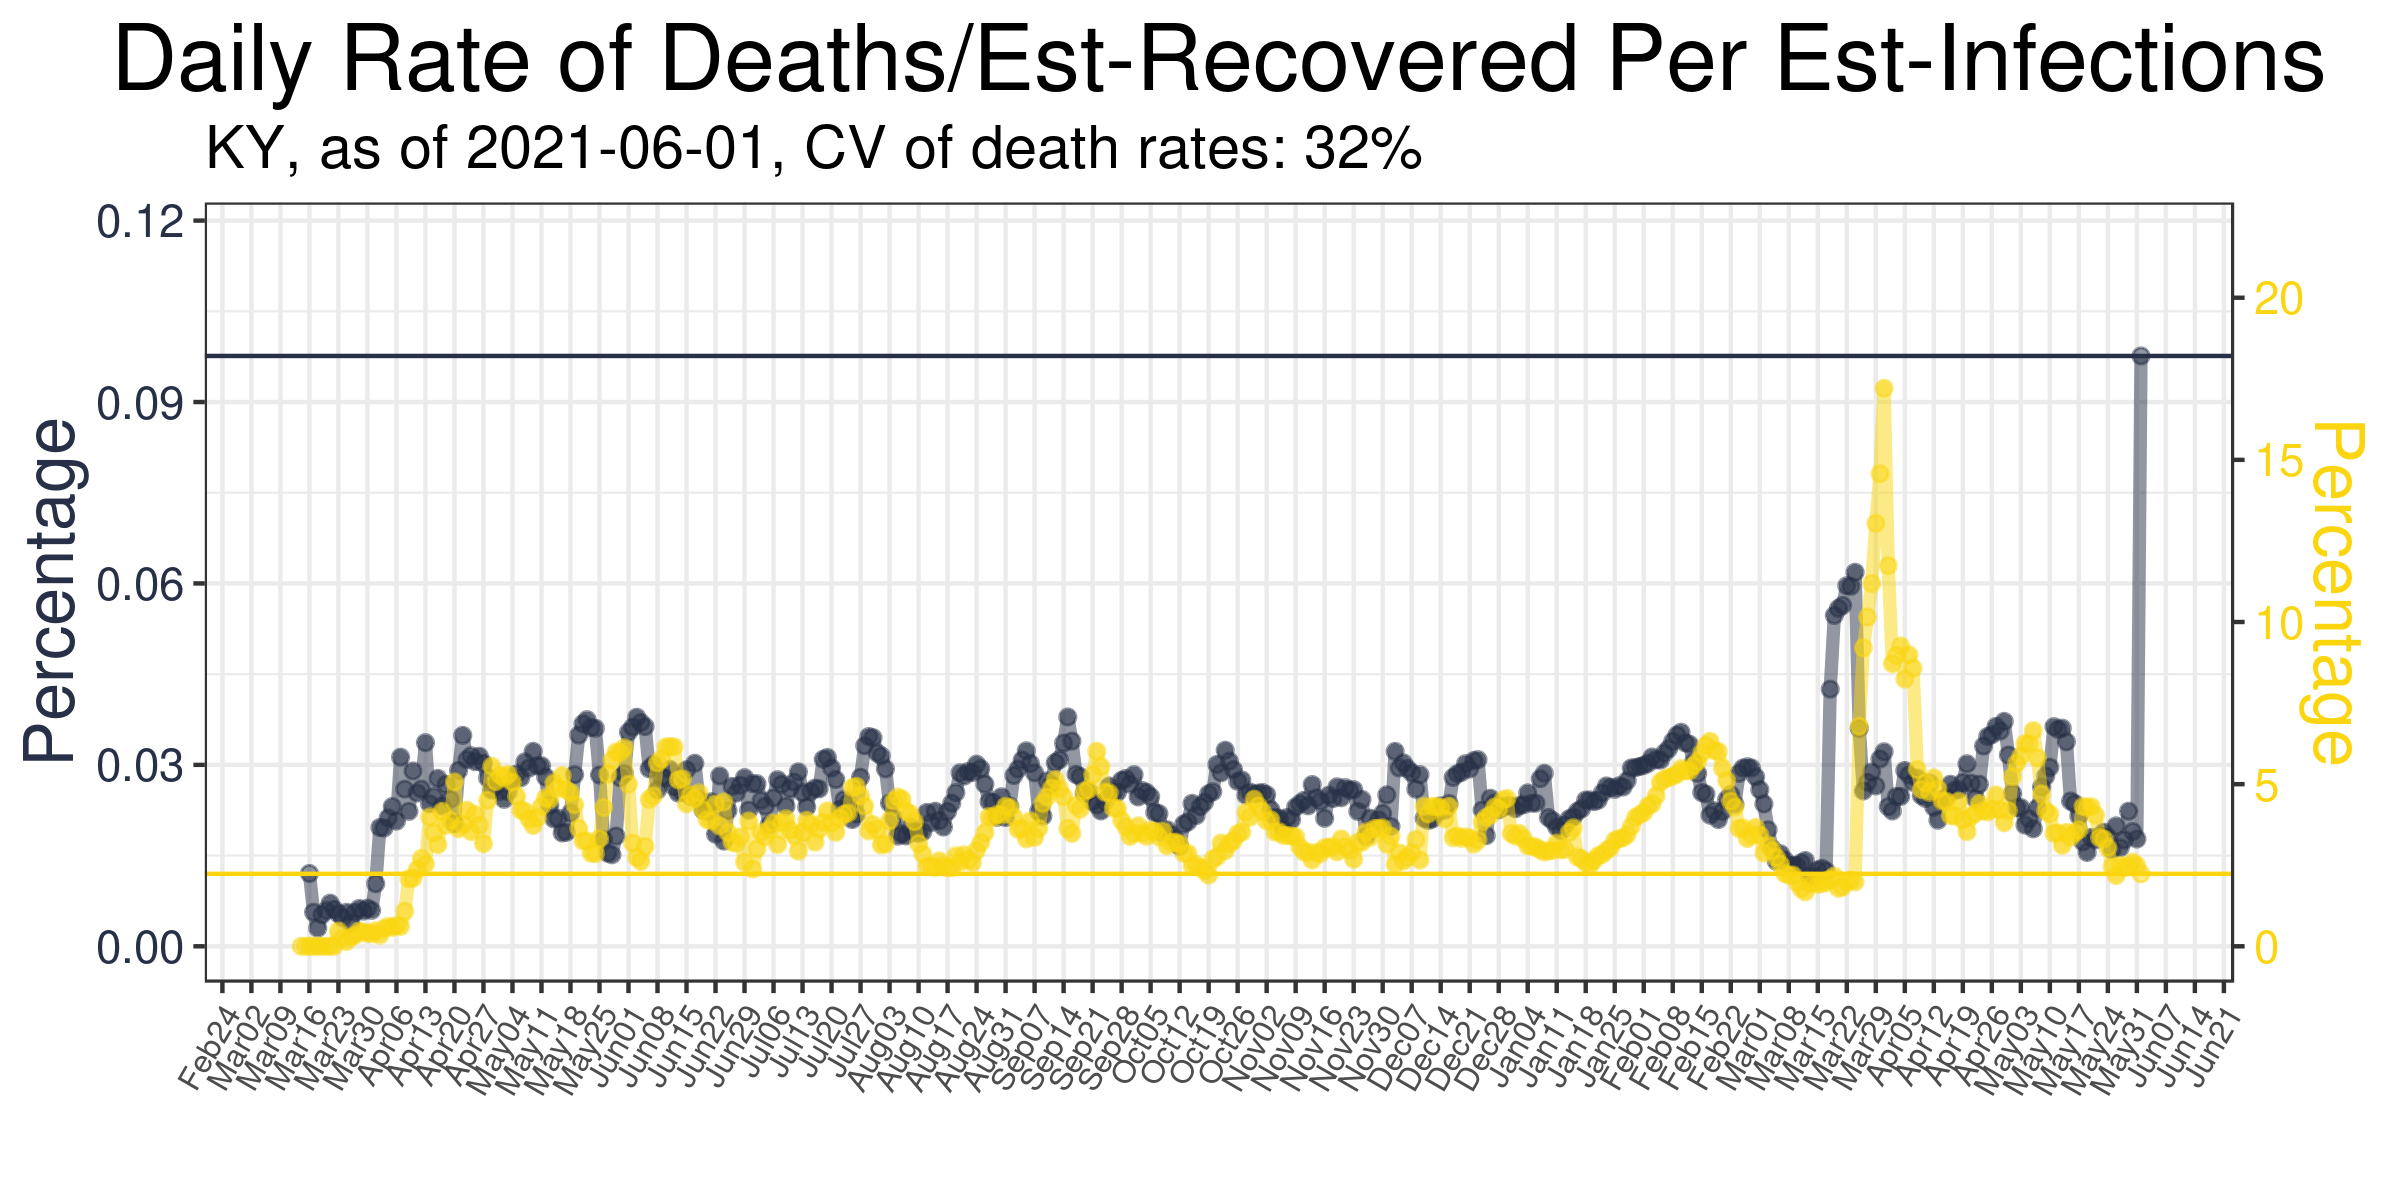 Daily Rate of Deaths/Est-Recovered Per Est-Infections
KY, as of 2021-06-01, CV of death rates: 32%
Percentage
0.12
0.09
0.06
0.03
0.00
20
15
10
5
0
Percentage
Feb24
Mar02
Mar09
Mar16
Mar23
Mar30
Apr06
Apr13
Apr20
Apr27
May04
May11
May18
May25
Jun01
Jun08
Jun15
Jun22
Jun29
Jul06
Jul13
Jul20
Jul27
Aug03
Aug10
Aug17
Aug24
Aug31
Sep07
Sep14
Sep21
Sep28
Oct05
Oct12
Oct19
Oct26
Nov02
Nov09
Nov16
Nov23
Nov30
Dec07
Dec14
Dec21
Dec28
Jan04
Jan11
Jan18
Jan25
Feb01
Feb08
Feb15
Feb22
Mar01
Mar08
Mar15
Mar22
Mar29
Apr05
Apr12
Apr19
Apr26
May03
May10
May17
May24
May31
Jun07
Jun14
Jun21